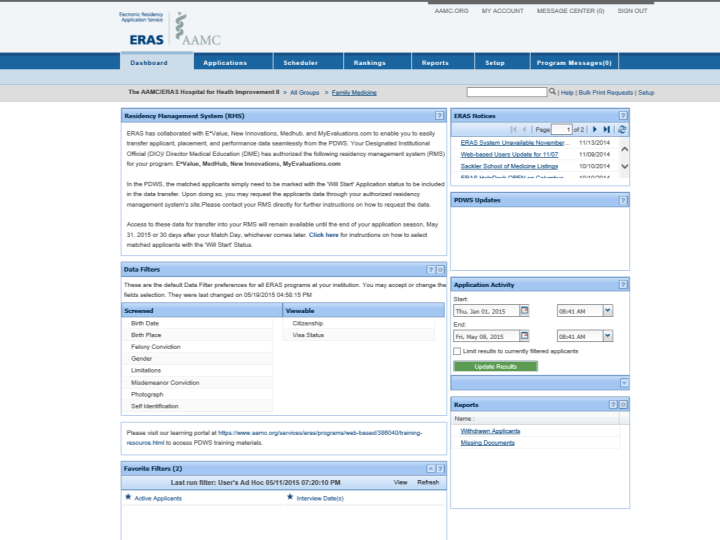 AAMC.ORG MY ACCOUNT MESSAGE CENTER (0) SIGN OUT
Electronic Residency
Application Service
ERAS AAMC
Dashboard Applications Scheduler Rankings Reports Setup Program Messages(0)
The AAMC/ERAS Hospital for Heath Improvement II > All Groups > Family Medicine
| Help | Bulk Print Requests | Setup
Residency Management System (RMS) ?
ERAS has collaborated with E*Value, New Innovations, Medhub, and MyEvaluations.com to enable you to easily
transfer applicant, placement, and performance data seamlessly from the PDWS. Your Designated Institutional
Official (DIO)/ Director Medical Education (DME) has authorized the following residency management system (RMS)
for your program: E*Value, MedHub, New Innovations, MyEvaluations.com
In the PDWS, the matched applicants simply need to be marked with the 'Will Start' Application status to be included
in the data transfer. Upon doing so, you may request the applicants date through your authorized residency
management system's site.Please contact your RMS directly for further instructions on how to request the data.
Access to these data for transfer into your RMS will remain available until the end of your application season, May
31, 2015 or 30 days after your Match Day, whichever comes later. Click here for instructions on how to select
matched applicants with the 'Will Start' Status.
Data Filters ?
These are the default Data Filter preferences for all ERAS programs at your institution. You may accept or change the
fields selection. They were last changed on 05/19/2015 04:58:15 PM
Screened Viewable
Birth Date Citizenship
Birth Place Visa Status
Felony Conviction
Gender
Limitations
Misdemeanor Conviction
Photograph
Self Identification
Please visit our learning portal at https://www.aamc.org/services/eras/programs/web-based/386040/training-
resource.html to access PDWS training materials.
Favorite Filters (2) ?
Last run filter: User's Ad Hoc 05/11/2015 07:20:10 PM View Refresh
★ Active Applicants ★ Interview Date(s)
ERAS Notices ?
Page 1 of 2
ERAS System Unavailable November... 11/13/2014
Web-based Users Update for 11/07 11/09/2014
Sackler School of Medicine Listings 10/10/2014
ERAS HelpDesk OPEN on Columbus 10/10/2014
PDWS Updates ?
Application Activity ?
Start:
Thu, Jan 01, 2015 08:41 AM
End:
Fri, May 08, 2015 08:41 AM
Limit results to currently filtered applicants
Update Results
Reports ?
Name :
Withdrawn Applicants
Missing Documents